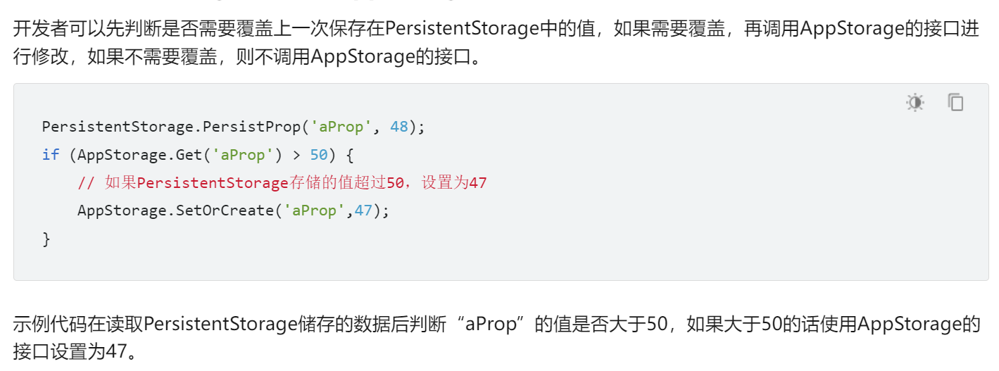 开发者可以先判断是否需要覆盖上一次保存在PersistentStorage中的值，如果需要覆盖，再调用AppStorage的接口进
行修改，如果不需要覆盖，则不调用AppStorage的接口。
PersistentStorage.PersistProp('aProp', 48);
if (AppStorage.Get('aProp') > 50) {
    // 如果PersistentStorage存储的值超过50，设置为47
    AppStorage.SetOrCreate('aProp',47);
}
示例代码在读取PersistentStorage储存的数据后判断“aProp”的值是否大于50，如果大于50的话使用AppStorage的
接口设置为47。